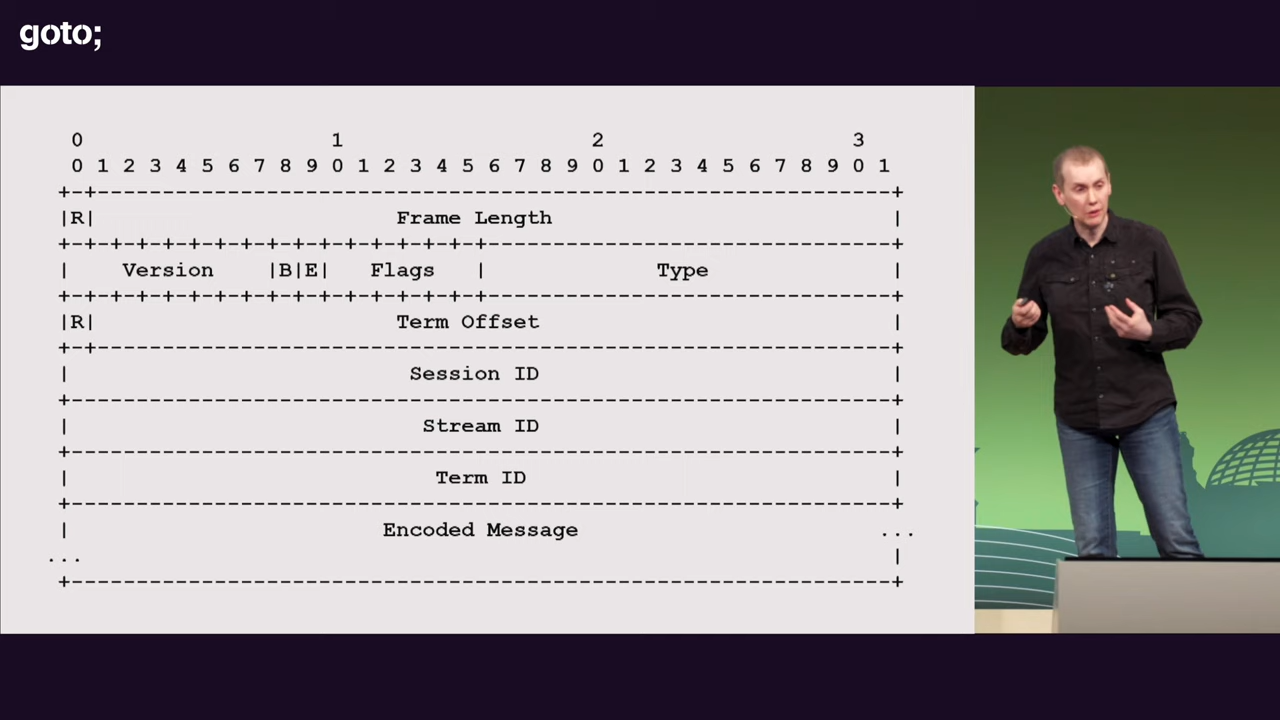 goto;
0 1 2 3
0 1 2 3 4 5 6 7 8 9 0 1 2 3 4 5 6 7 8 9 0 1 2 3 4 5 6 7 8 9 0 1
+-+-------------------------------------------------------------+
|R| Frame Length |
+-+-+-+-+-+-+-+-+-+-+-+-+-+-+-+-+-------------------------------+
| Version |B|E| Flags | Type |
+-+-+-+-+-+-+-+-+-+-+-+-+-+-+-+-+-------------------------------+
|R| Term Offset |
+-+-------------------------------------------------------------+
| Session ID |
+---------------------------------------------------------------+
| Stream ID |
+---------------------------------------------------------------+
| Term ID |
+---------------------------------------------------------------+
| Encoded Message ...
... |
+---------------------------------------------------------------+